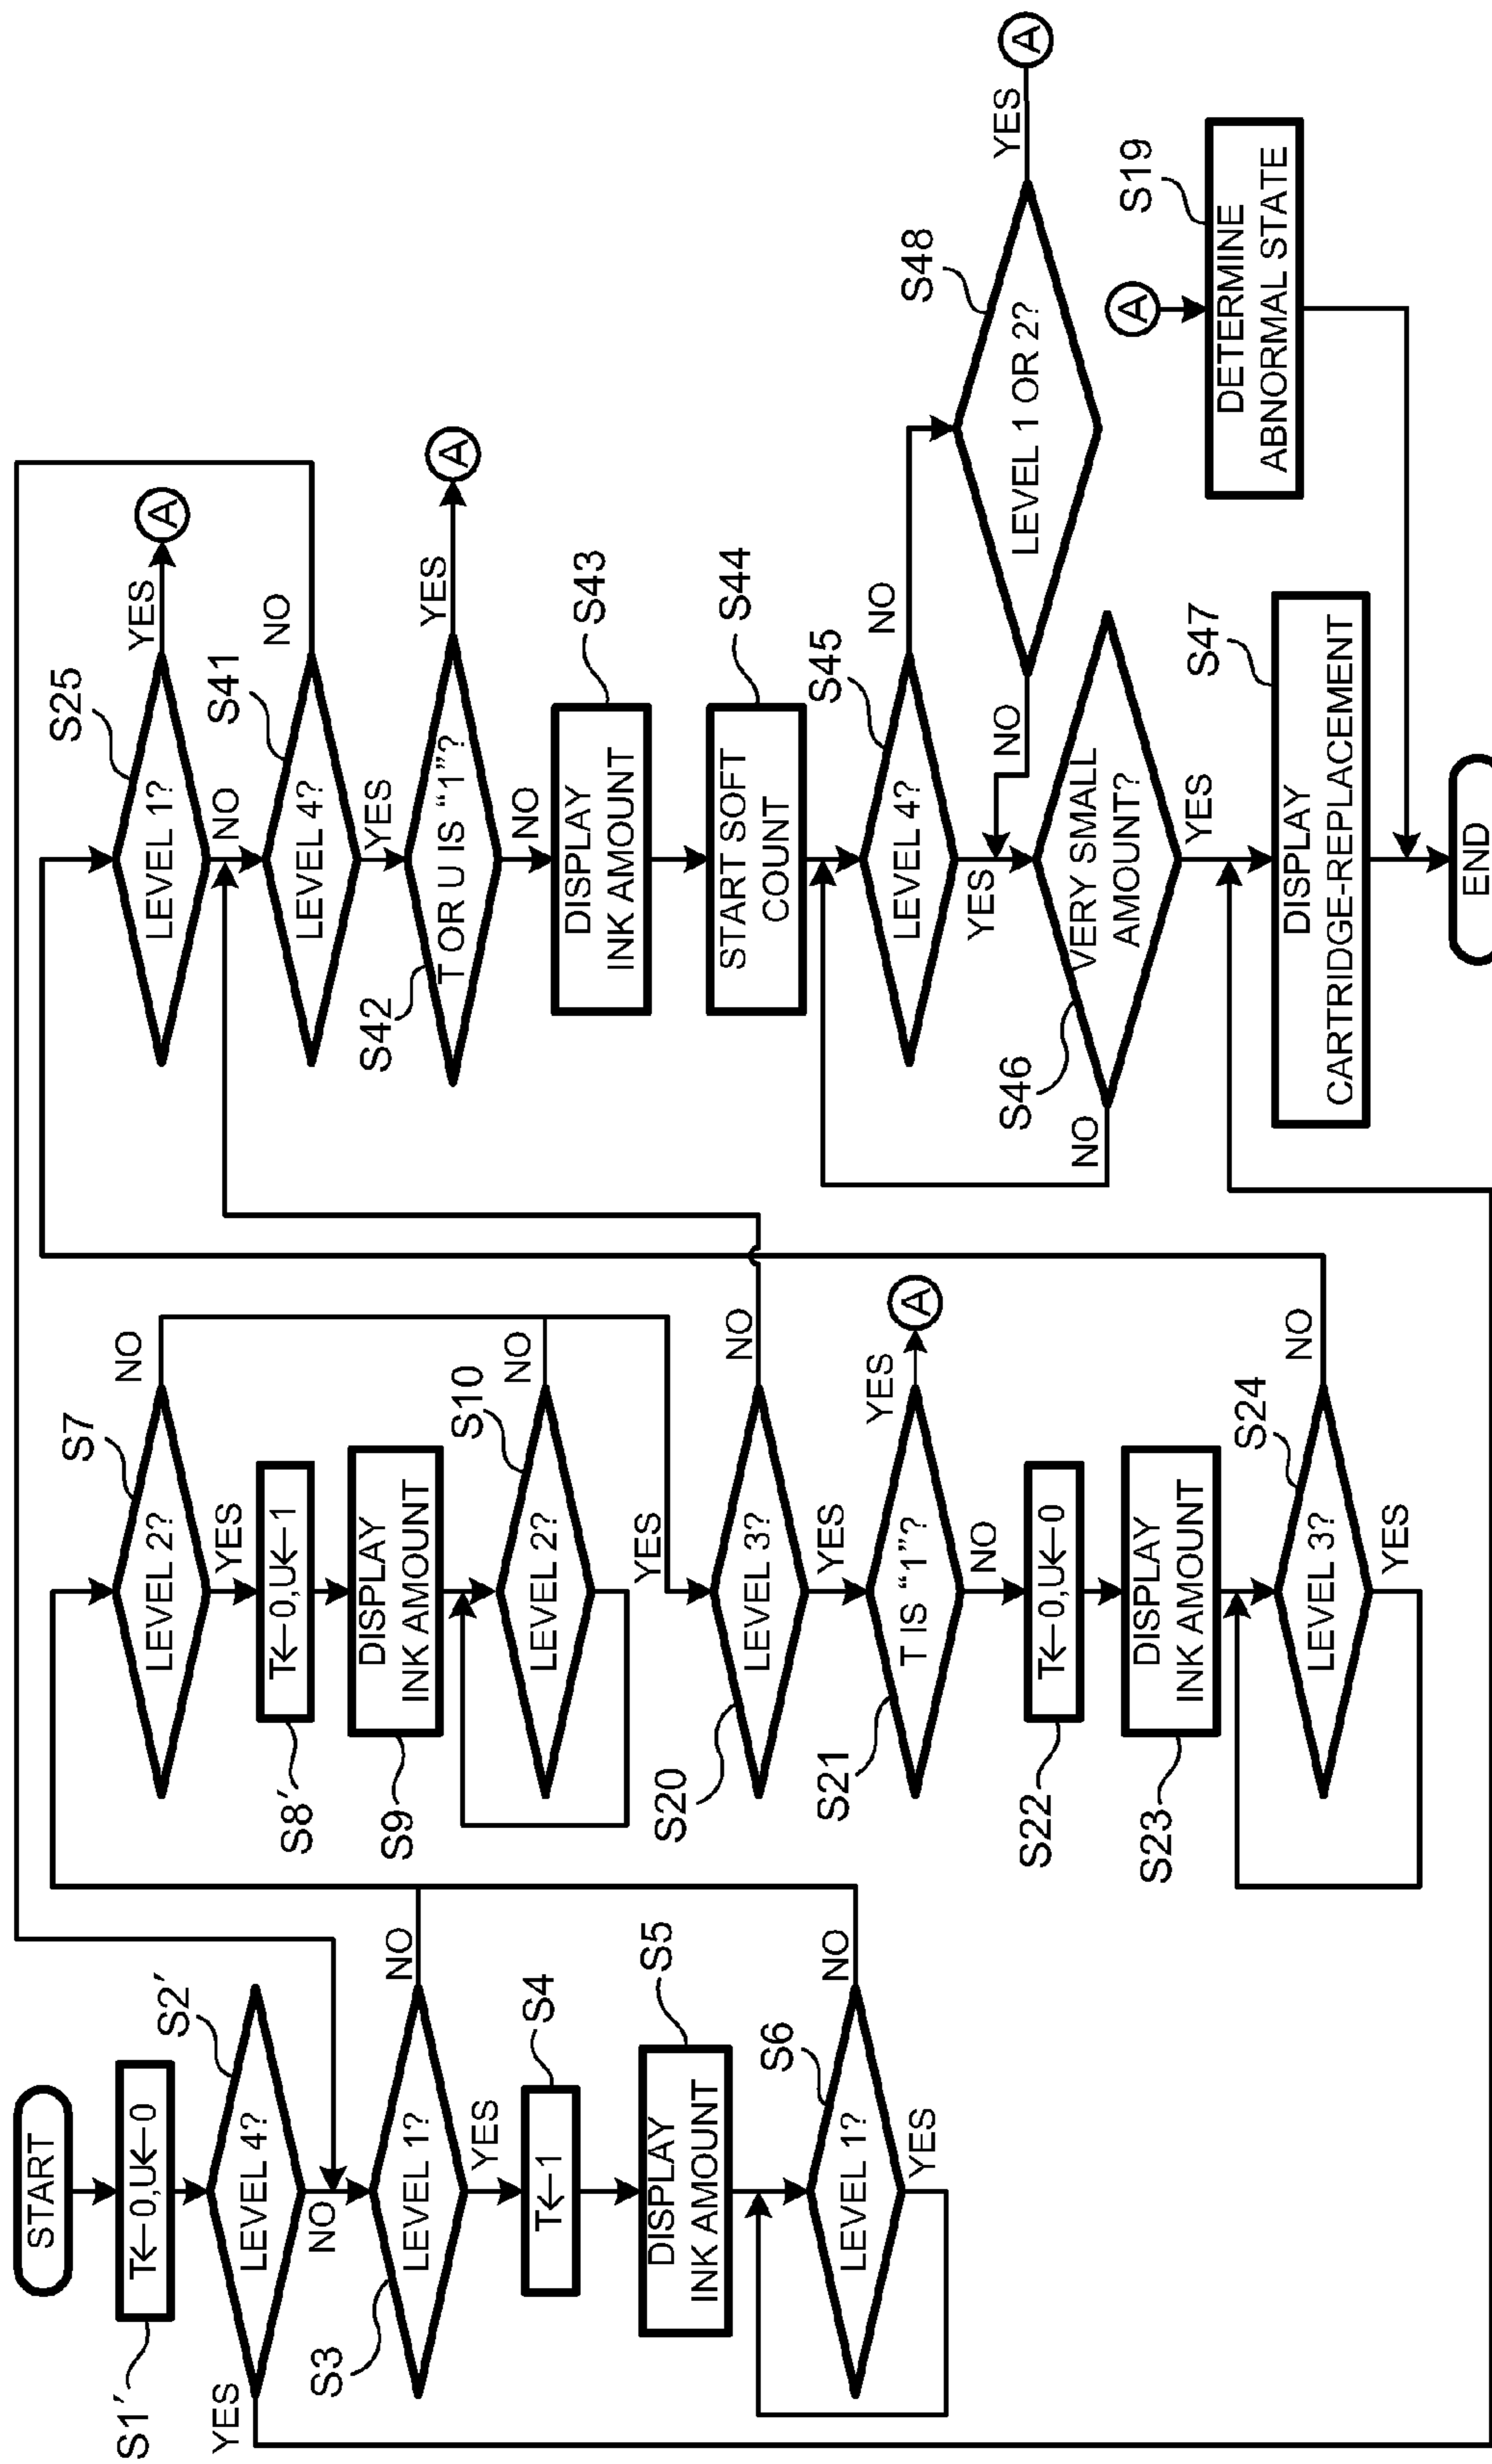 START
S1′
T←0,U←0
S2′
LEVEL 4?
YES
NO
S3
LEVEL 1?
NO
YES
S4
T←1
S5
DISPLAY
INK AMOUNT
S6
LEVEL 1?
NO
YES
S7
LEVEL 2?
NO
YES
S8′
T←0,U←1
S9
DISPLAY
INK AMOUNT
S10
LEVEL 2?
NO
YES
S20
LEVEL 3?
NO
YES
S21
T IS “1”?
YES
A
NO
S22
T←0,U←0
S23
DISPLAY
INK AMOUNT
S24
LEVEL 3?
NO
YES
S25
LEVEL 1?
YES
A
NO
S41
LEVEL 4?
NO
YES
S42
T OR U IS “1”?
YES
A
NO
S43
DISPLAY
INK AMOUNT
S44
START SOFT
COUNT
S45
LEVEL 4?
NO
YES
S48
LEVEL 1 OR 2?
YES
A
NO
S46
VERY SMALL
AMOUNT?
NO
YES
S47
DISPLAY
CARTRIDGE-REPLACEMENT
A
S19
DETERMINE
ABNORMAL STATE
END